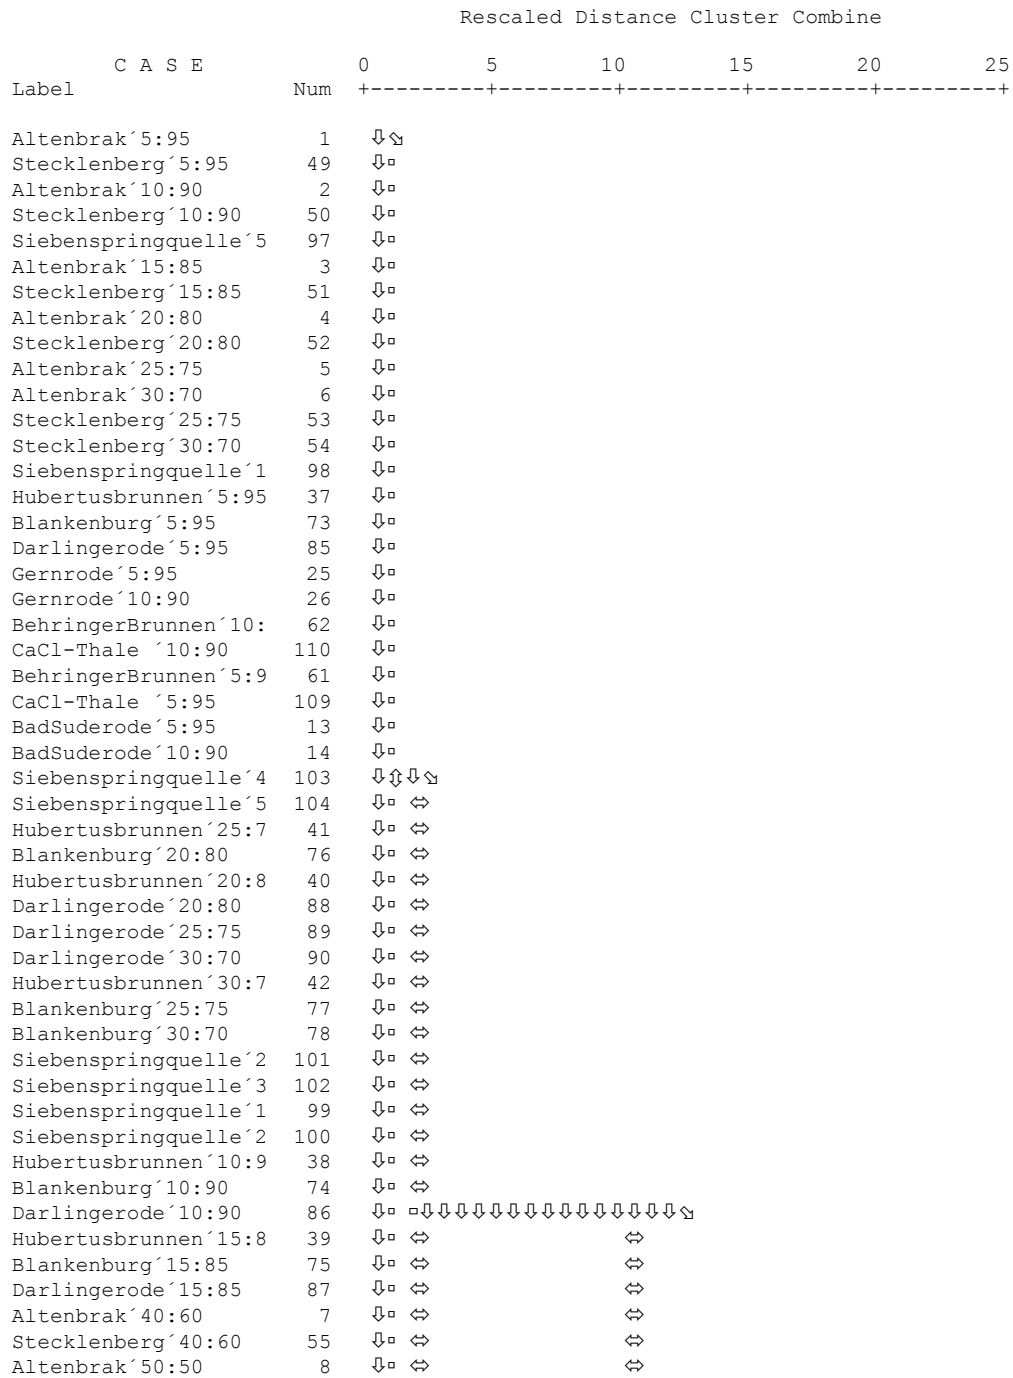 Rescaled Distance Cluster Combine
C A S E 0 5 10 15 20 25
Label Num +---------+---------+---------+---------+---------+
Altenbrak´5:95 1 ⇩⬂
Stecklenberg´5:95 49 ⇩▫
Altenbrak´10:90 2 ⇩▫
Stecklenberg´10:90 50 ⇩▫
Siebenspringquelle´5 97 ⇩▫
Altenbrak´15:85 3 ⇩▫
Stecklenberg´15:85 51 ⇩▫
Altenbrak´20:80 4 ⇩▫
Stecklenberg´20:80 52 ⇩▫
Altenbrak´25:75 5 ⇩▫
Altenbrak´30:70 6 ⇩▫
Stecklenberg´25:75 53 ⇩▫
Stecklenberg´30:70 54 ⇩▫
Siebenspringquelle´1 98 ⇩▫
Hubertusbrunnen´5:95 37 ⇩▫
Blankenburg´5:95 73 ⇩▫
Darlingerode´5:95 85 ⇩▫
Gernrode´5:95 25 ⇩▫
Gernrode´10:90 26 ⇩▫
BehringerBrunnen´10: 62 ⇩▫
CaCl-Thale ´10:90 110 ⇩▫
BehringerBrunnen´5:9 61 ⇩▫
CaCl-Thale ´5:95 109 ⇩▫
BadSuderode´5:95 13 ⇩▫
BadSuderode´10:90 14 ⇩▫
Siebenspringquelle´4 103 ⇩⇳⇩⬂
Siebenspringquelle´5 104 ⇩▫ ⇔
Hubertusbrunnen´25:7 41 ⇩▫ ⇔
Blankenburg´20:80 76 ⇩▫ ⇔
Hubertusbrunnen´20:8 40 ⇩▫ ⇔
Darlingerode´20:80 88 ⇩▫ ⇔
Darlingerode´25:75 89 ⇩▫ ⇔
Darlingerode´30:70 90 ⇩▫ ⇔
Hubertusbrunnen´30:7 42 ⇩▫ ⇔
Blankenburg´25:75 77 ⇩▫ ⇔
Blankenburg´30:70 78 ⇩▫ ⇔
Siebenspringquelle´2 101 ⇩▫ ⇔
Siebenspringquelle´3 102 ⇩▫ ⇔
Siebenspringquelle´1 99 ⇩▫ ⇔
Siebenspringquelle´2 100 ⇩▫ ⇔
Hubertusbrunnen´10:9 38 ⇩▫ ⇔
Blankenburg´10:90 74 ⇩▫ ⇔
Darlingerode´10:90 86 ⇩▫ ▫⇩⇩⇩⇩⇩⇩⇩⇩⇩⇩⇩⇩⇩⇩⇩⬂
Hubertusbrunnen´15:8 39 ⇩▫ ⇔ ⇔
Blankenburg´15:85 75 ⇩▫ ⇔ ⇔
Darlingerode´15:85 87 ⇩▫ ⇔ ⇔
Altenbrak´40:60 7 ⇩▫ ⇔ ⇔
Stecklenberg´40:60 55 ⇩▫ ⇔ ⇔
Altenbrak´50:50 8 ⇩▫ ⇔ ⇔